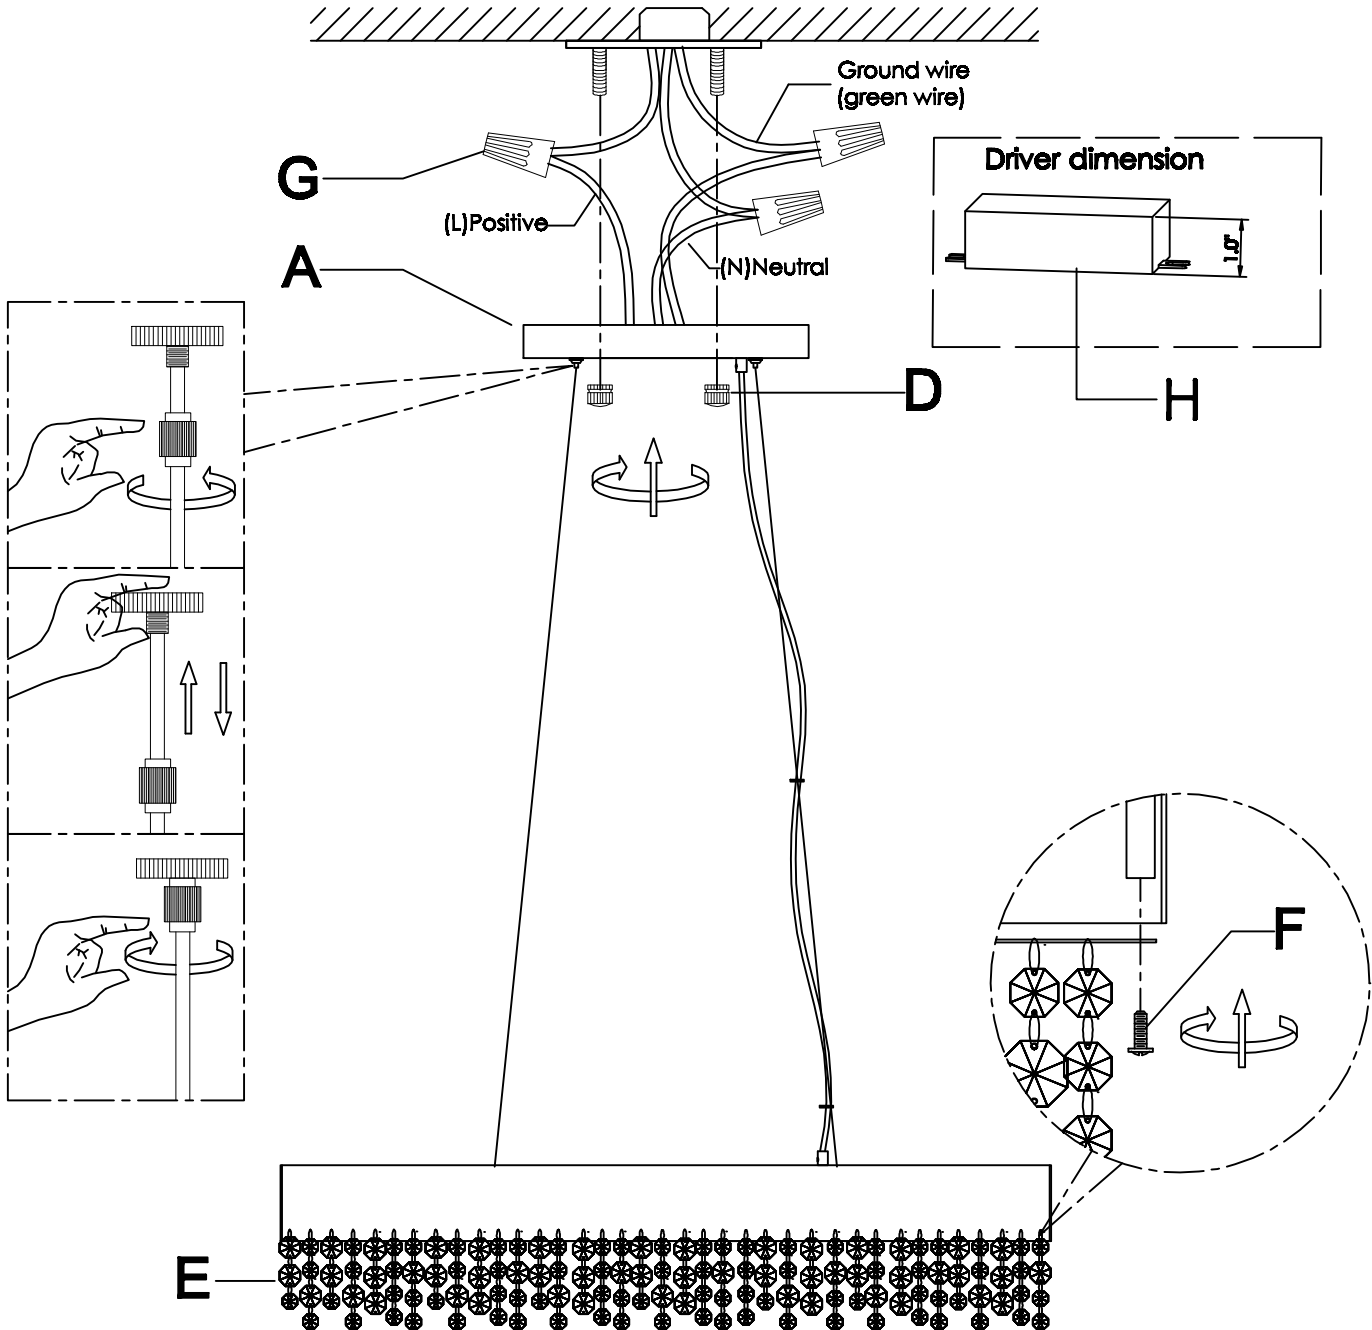 Ground wire
(green wire)
G
Driver dimension
(L)Positive
1.0"
A
(N)Neutral
D
H
F
E